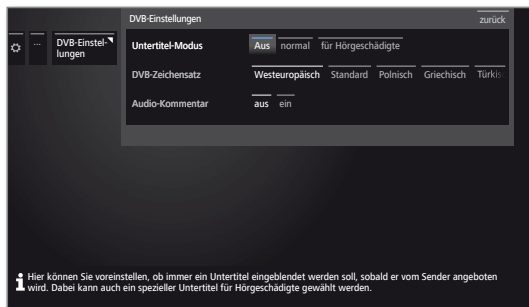 DVB-Einstellungen zurück
... DVB-Einstel-
lungen
Untertitel-Modus Aus normal für Hörgeschädigte
DVB-Zeichensatz Westeuropäisch Standard Polnisch Griechisch Türkis
Audio-Kommentar aus ein
Hier können Sie voreinstellen, ob immer ein Untertitel eingeblendet werden soll, sobald er vom Sender angeboten
wird. Dabei kann auch ein spezieller Untertitel für Hörgeschädigte gewählt werden.